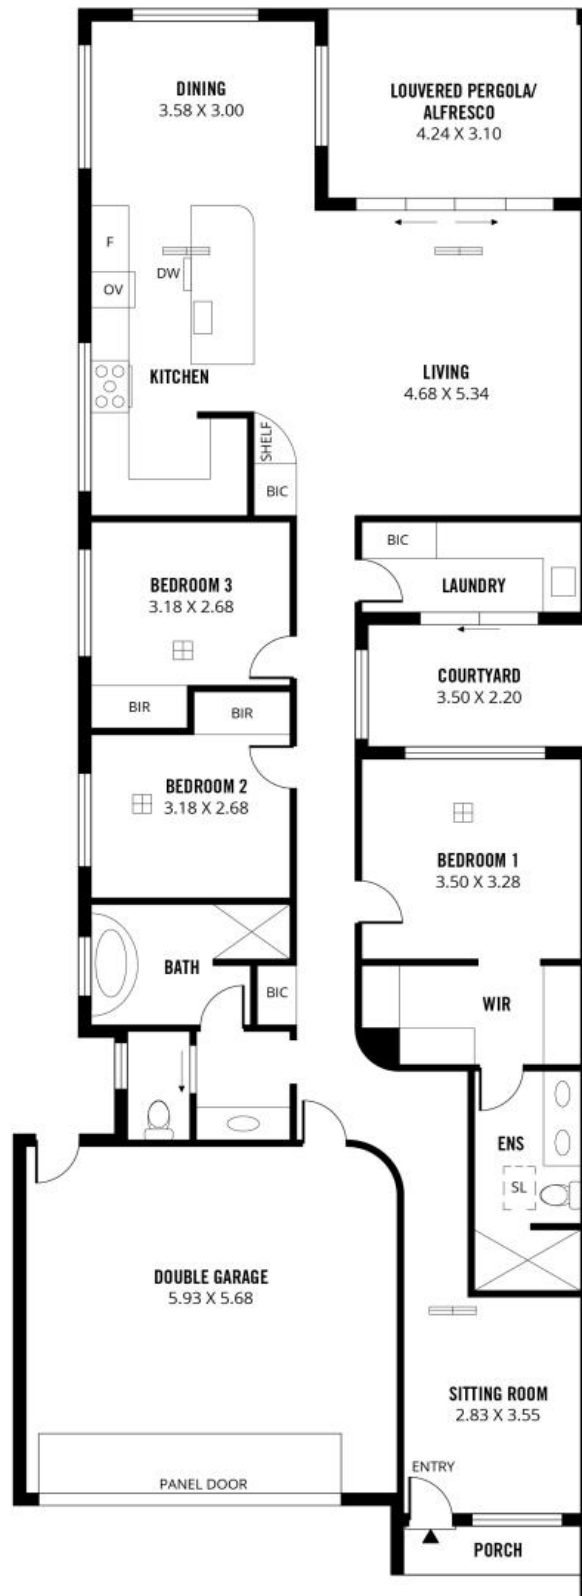 DINING
3.58 X 3.00
LOUVERED PERGOLA/
ALFRESCO
4.24 X 3.10
F
DW
OV
KITCHEN
LIVING
4.68 X 5.34
SHELF
BIC
BIC
LAUNDRY
BEDROOM 3
3.18 X 2.68
COURTYARD
3.50 X 2.20
BIR
BIR
BEDROOM 2
3.18 X 2.68
BEDROOM 1
3.50 X 3.28
BATH
BIC
WIR
ENS
SL
DOUBLE GARAGE
5.93 X 5.68
SITTING ROOM
2.83 X 3.55
ENTRY
PANEL DOOR
PORCH